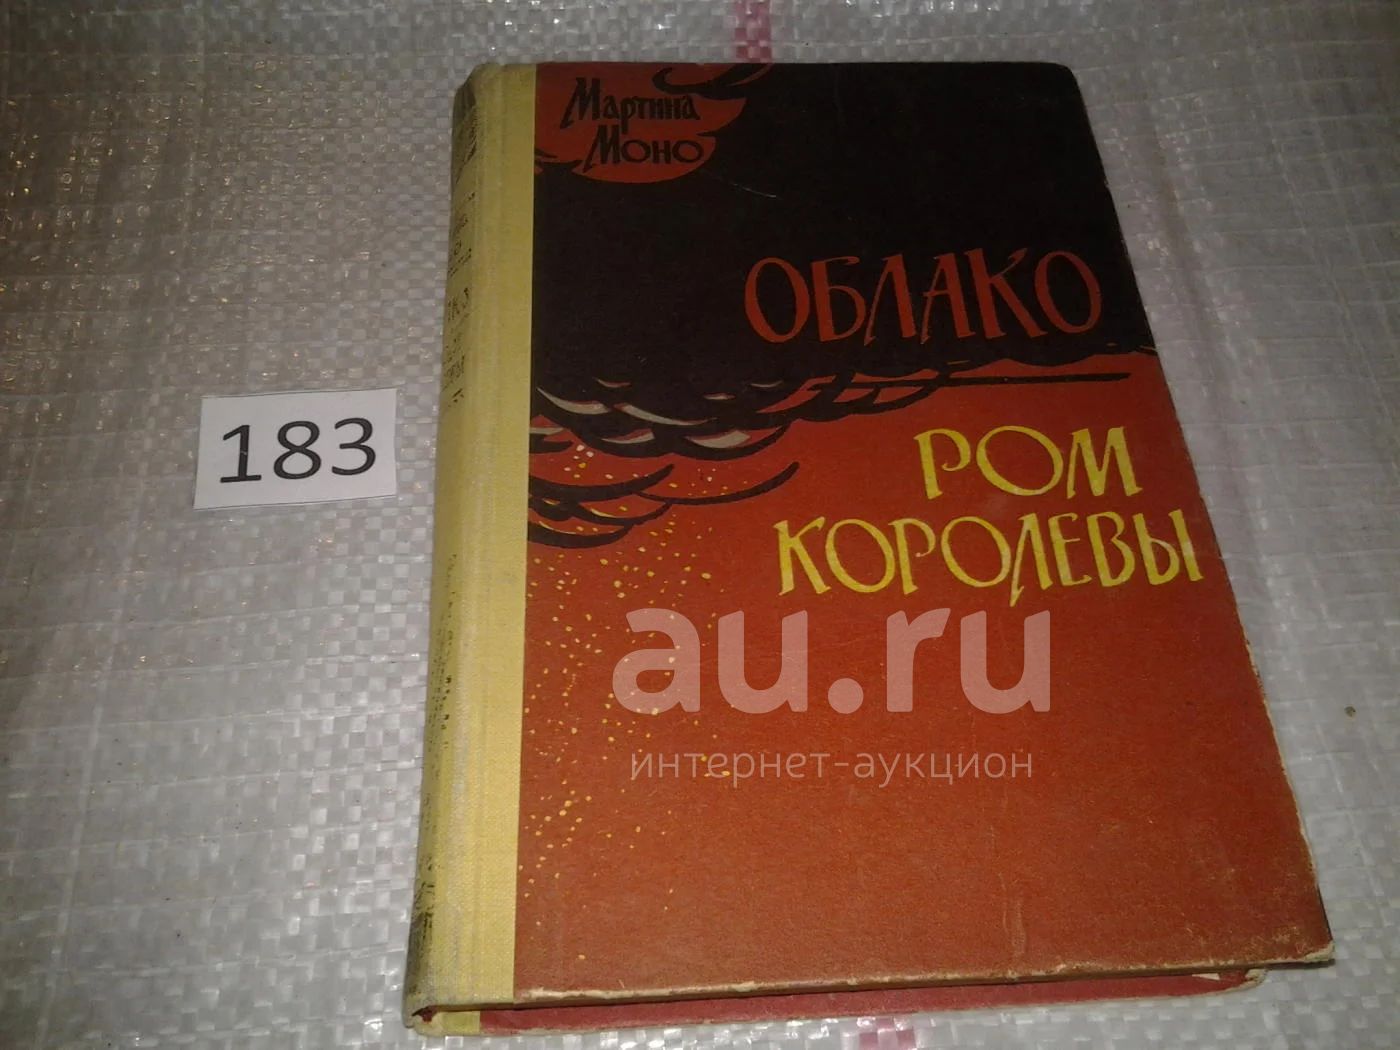 Мартина
Моно
ОБЛАКО
РОМ
КОРОЛЕВЫ
183
au.ru
интернет-аукцион